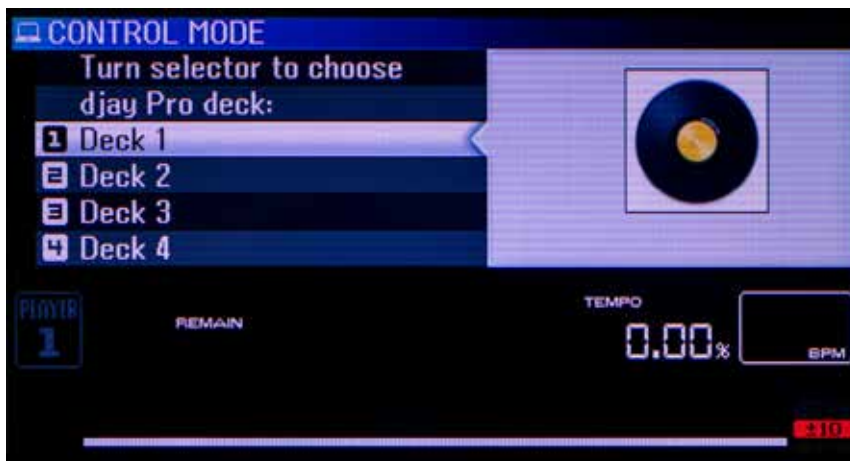 CONTROL MODE
Turn selector to choose
djay Pro deck:
1 Deck 1
2 Deck 2
3 Deck 3
4 Deck 4
PLAYER
1
REMAIN
TEMPO
0.00%
BPM
±10